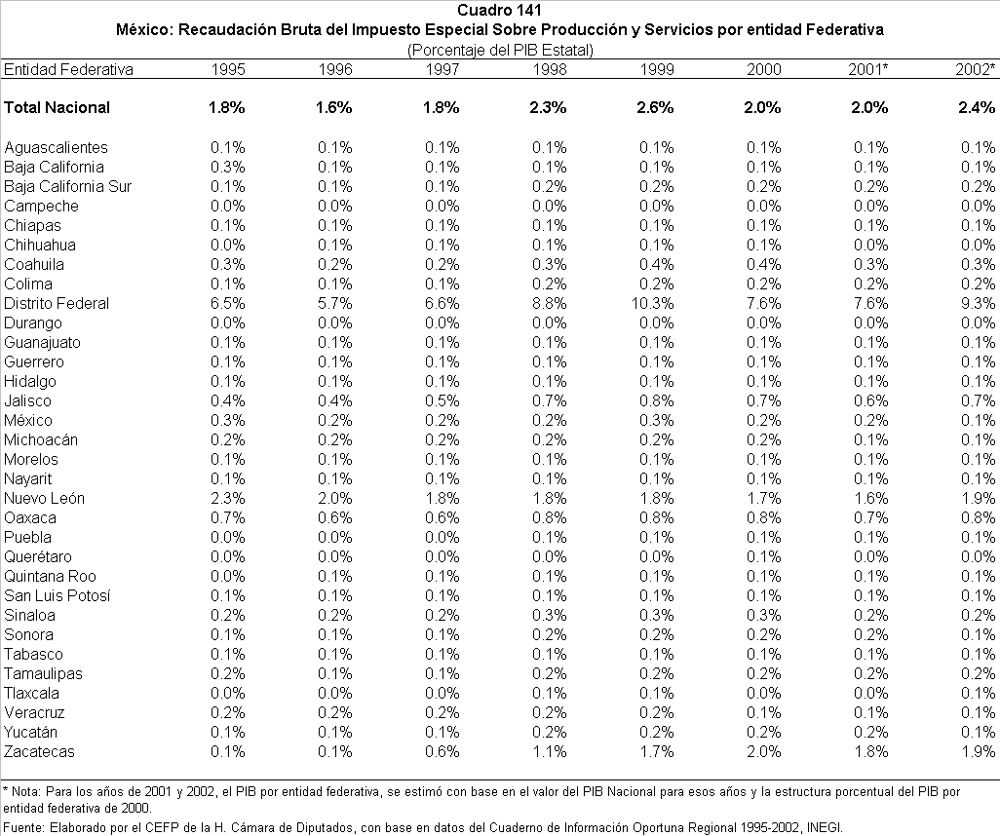 Cuadro 141
México: Recaudación Bruta del Impuesto Especial Sobre Producción y Servicios por entidad Federativa
(Porcentaje del PIB Estatal)
Entidad Federativa 1995 1996 1997 1998 1999 2000 2001* 2002*
Total Nacional 1.8% 1.6% 1.8% 2.3% 2.6% 2.0% 2.0% 2.4%
Aguascalientes 0.1% 0.1% 0.1% 0.1% 0.1% 0.1% 0.1% 0.1%
Baja California 0.3% 0.1% 0.1% 0.1% 0.1% 0.1% 0.1% 0.1%
Baja California Sur 0.1% 0.1% 0.1% 0.2% 0.2% 0.2% 0.2% 0.2%
Campeche 0.0% 0.0% 0.0% 0.0% 0.0% 0.0% 0.0% 0.0%
Chiapas 0.1% 0.1% 0.1% 0.1% 0.1% 0.1% 0.1% 0.1%
Chihuahua 0.0% 0.1% 0.1% 0.1% 0.1% 0.1% 0.0% 0.0%
Coahuila 0.3% 0.2% 0.2% 0.3% 0.4% 0.4% 0.3% 0.3%
Colima 0.1% 0.1% 0.1% 0.2% 0.2% 0.2% 0.2% 0.2%
Distrito Federal 6.5% 5.7% 6.6% 8.8% 10.3% 7.6% 7.6% 9.3%
Durango 0.0% 0.0% 0.0% 0.0% 0.0% 0.0% 0.0% 0.0%
Guanajuato 0.1% 0.1% 0.1% 0.1% 0.1% 0.1% 0.1% 0.1%
Guerrero 0.1% 0.1% 0.1% 0.1% 0.1% 0.1% 0.1% 0.1%
Hidalgo 0.1% 0.1% 0.1% 0.1% 0.1% 0.1% 0.1% 0.1%
Jalisco 0.4% 0.4% 0.5% 0.7% 0.8% 0.7% 0.6% 0.7%
México 0.3% 0.2% 0.2% 0.2% 0.3% 0.2% 0.2% 0.1%
Michoacán 0.2% 0.2% 0.2% 0.2% 0.2% 0.2% 0.1% 0.1%
Morelos 0.1% 0.1% 0.1% 0.1% 0.1% 0.1% 0.1% 0.1%
Nayarit 0.1% 0.1% 0.1% 0.1% 0.1% 0.1% 0.1% 0.1%
Nuevo León 2.3% 2.0% 1.8% 1.8% 1.8% 1.7% 1.6% 1.9%
Oaxaca 0.7% 0.6% 0.6% 0.8% 0.8% 0.8% 0.7% 0.8%
Puebla 0.0% 0.0% 0.0% 0.1% 0.1% 0.1% 0.1% 0.1%
Querétaro 0.0% 0.0% 0.0% 0.0% 0.0% 0.1% 0.0% 0.0%
Quintana Roo 0.0% 0.1% 0.1% 0.1% 0.1% 0.1% 0.1% 0.1%
San Luis Potosí 0.1% 0.1% 0.1% 0.1% 0.1% 0.1% 0.1% 0.1%
Sinaloa 0.2% 0.2% 0.2% 0.3% 0.3% 0.3% 0.2% 0.2%
Sonora 0.1% 0.1% 0.1% 0.2% 0.2% 0.2% 0.2% 0.1%
Tabasco 0.1% 0.1% 0.1% 0.1% 0.1% 0.1% 0.1% 0.1%
Tamaulipas 0.2% 0.1% 0.1% 0.2% 0.2% 0.2% 0.2% 0.2%
Tlaxcala 0.0% 0.0% 0.0% 0.1% 0.1% 0.0% 0.0% 0.1%
Veracruz 0.2% 0.2% 0.2% 0.2% 0.2% 0.1% 0.1% 0.1%
Yucatán 0.1% 0.1% 0.1% 0.2% 0.2% 0.2% 0.2% 0.1%
Zacatecas 0.1% 0.1% 0.6% 1.1% 1.7% 2.0% 1.8% 1.9%
* Nota: Para los años de 2001 y 2002, el PIB por entidad federativa, se estimó con base en el valor del PIB Nacional para esos años y la estructura porcentual del PIB por
entidad federativa de 2000.
Fuente: Elaborado por el CEFP de la H. Cámara de Diputados, con base en datos del Cuaderno de Información Oportuna Regional 1995-2002, INEGI.